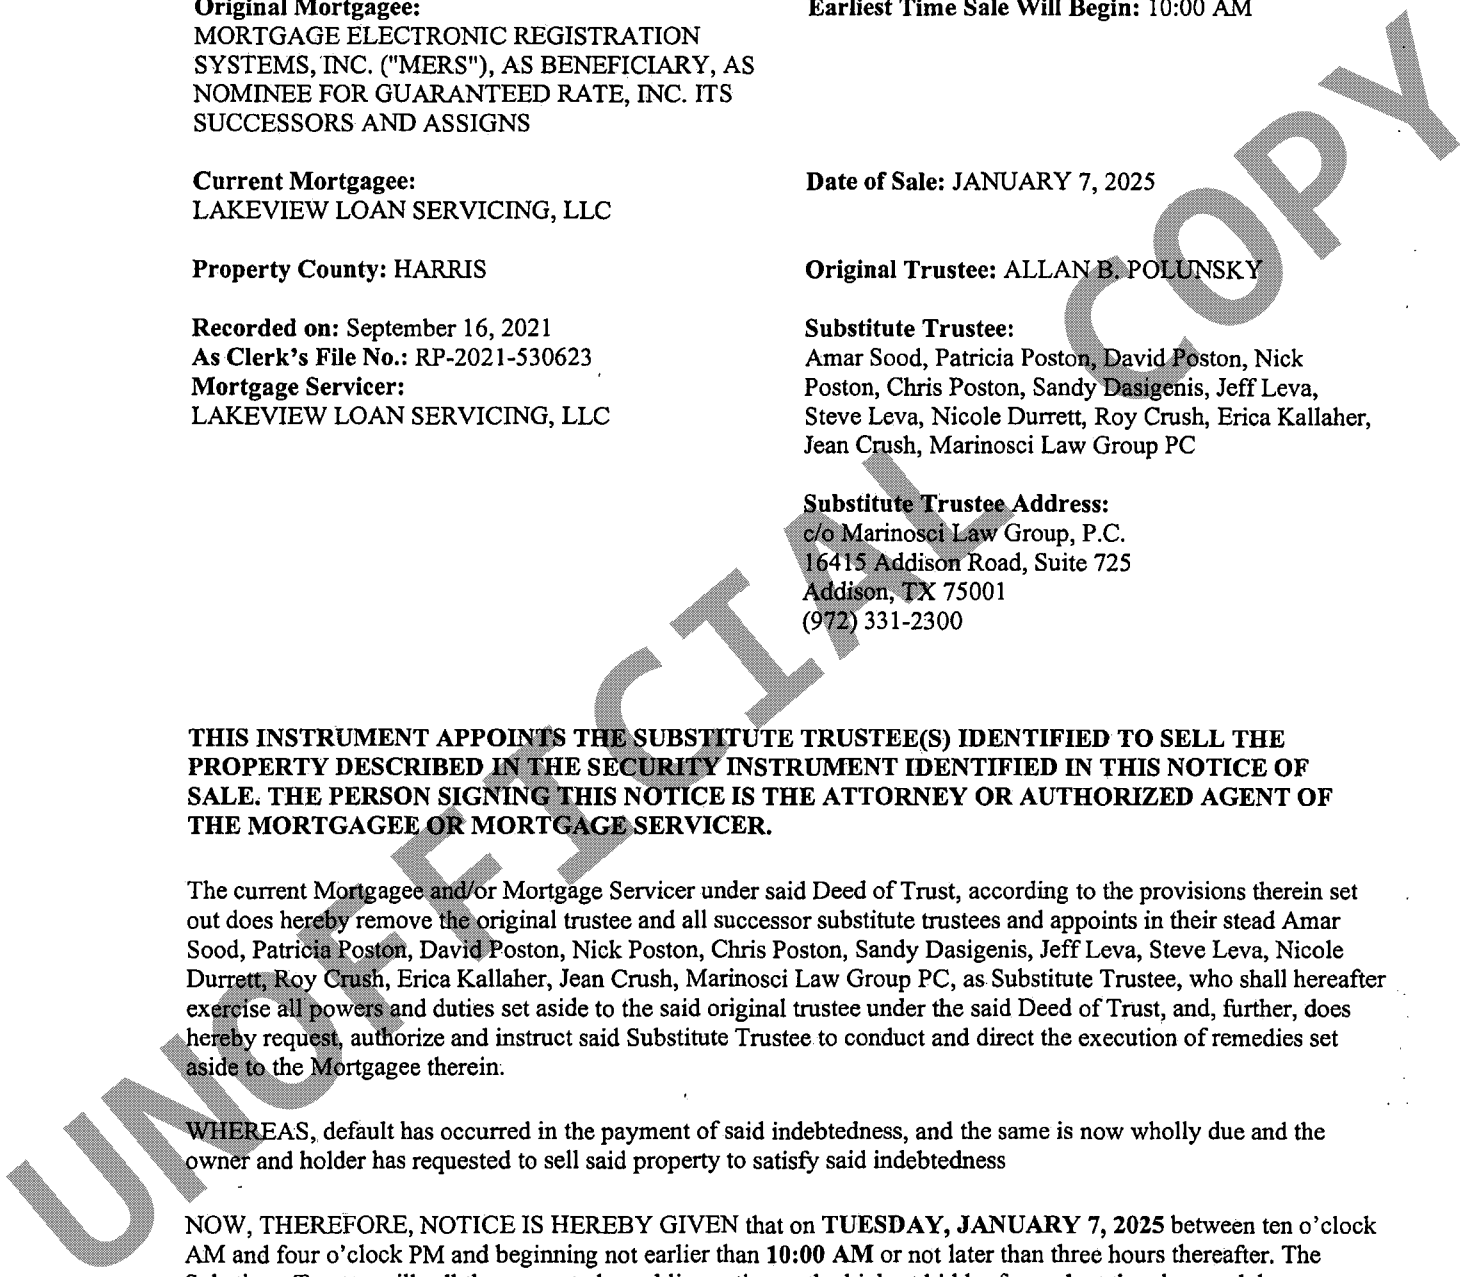 Original Mortgagee:
MORTGAGE ELECTRONIC REGISTRATION
SYSTEMS, INC. ("MERS"), AS BENEFICIARY, AS
NOMINEE FOR GUARANTEED RATE, INC. ITS
SUCCESSORS AND ASSIGNS
Earliest Time Sale Will Begin: 10:00 AM
Current Mortgagee:
LAKEVIEW LOAN SERVICING, LLC
Date of Sale: JANUARY 7, 2025
Property County: HARRIS
Original Trustee: ALLAN B. POLUNSKY
Recorded on: September 16, 2021
As Clerk's File No.: RP-2021-530623
Mortgage Servicer:
LAKEVIEW LOAN SERVICING, LLC
Substitute Trustee:
Amar Sood, Patricia Poston, David Poston, Nick
Poston, Chris Poston, Sandy Dasigenis, Jeff Leva,
Steve Leva, Nicole Durrett, Roy Crush, Erica Kallaher,
Jean Crush, Marinosci Law Group PC
Substitute Trustee Address:
c/o Marinosci Law Group, P.C.
16415 Addison Road, Suite 725
Addison, TX 75001
(972) 331-2300
THIS INSTRUMENT APPOINTS THE SUBSTITUTE TRUSTEE(S) IDENTIFIED TO SELL THE
PROPERTY DESCRIBED IN THE SECURITY INSTRUMENT IDENTIFIED IN THIS NOTICE OF
SALE. THE PERSON SIGNING THIS NOTICE IS THE ATTORNEY OR AUTHORIZED AGENT OF
THE MORTGAGEE OR MORTGAGE SERVICER.
The current Mortgagee and/or Mortgage Servicer under said Deed of Trust, according to the provisions therein set
out does hereby remove the original trustee and all successor substitute trustees and appoints in their stead Amar
Sood, Patricia Poston, David Poston, Nick Poston, Chris Poston, Sandy Dasigenis, Jeff Leva, Steve Leva, Nicole
Durrett, Roy Crush, Erica Kallaher, Jean Crush, Marinosci Law Group PC, as Substitute Trustee, who shall hereafter
exercise all powers and duties set aside to the said original trustee under the said Deed of Trust, and, further, does
hereby request, authorize and instruct said Substitute Trustee to conduct and direct the execution of remedies set
aside to the Mortgagee therein.
WHEREAS, default has occurred in the payment of said indebtedness, and the same is now wholly due and the
owner and holder has requested to sell said property to satisfy said indebtedness
NOW, THEREFORE, NOTICE IS HEREBY GIVEN that on TUESDAY, JANUARY 7, 2025 between ten o'clock
AM and four o'clock PM and beginning not earlier than 10:00 AM or not later than three hours thereafter. The
UNOFFICIAL COPY